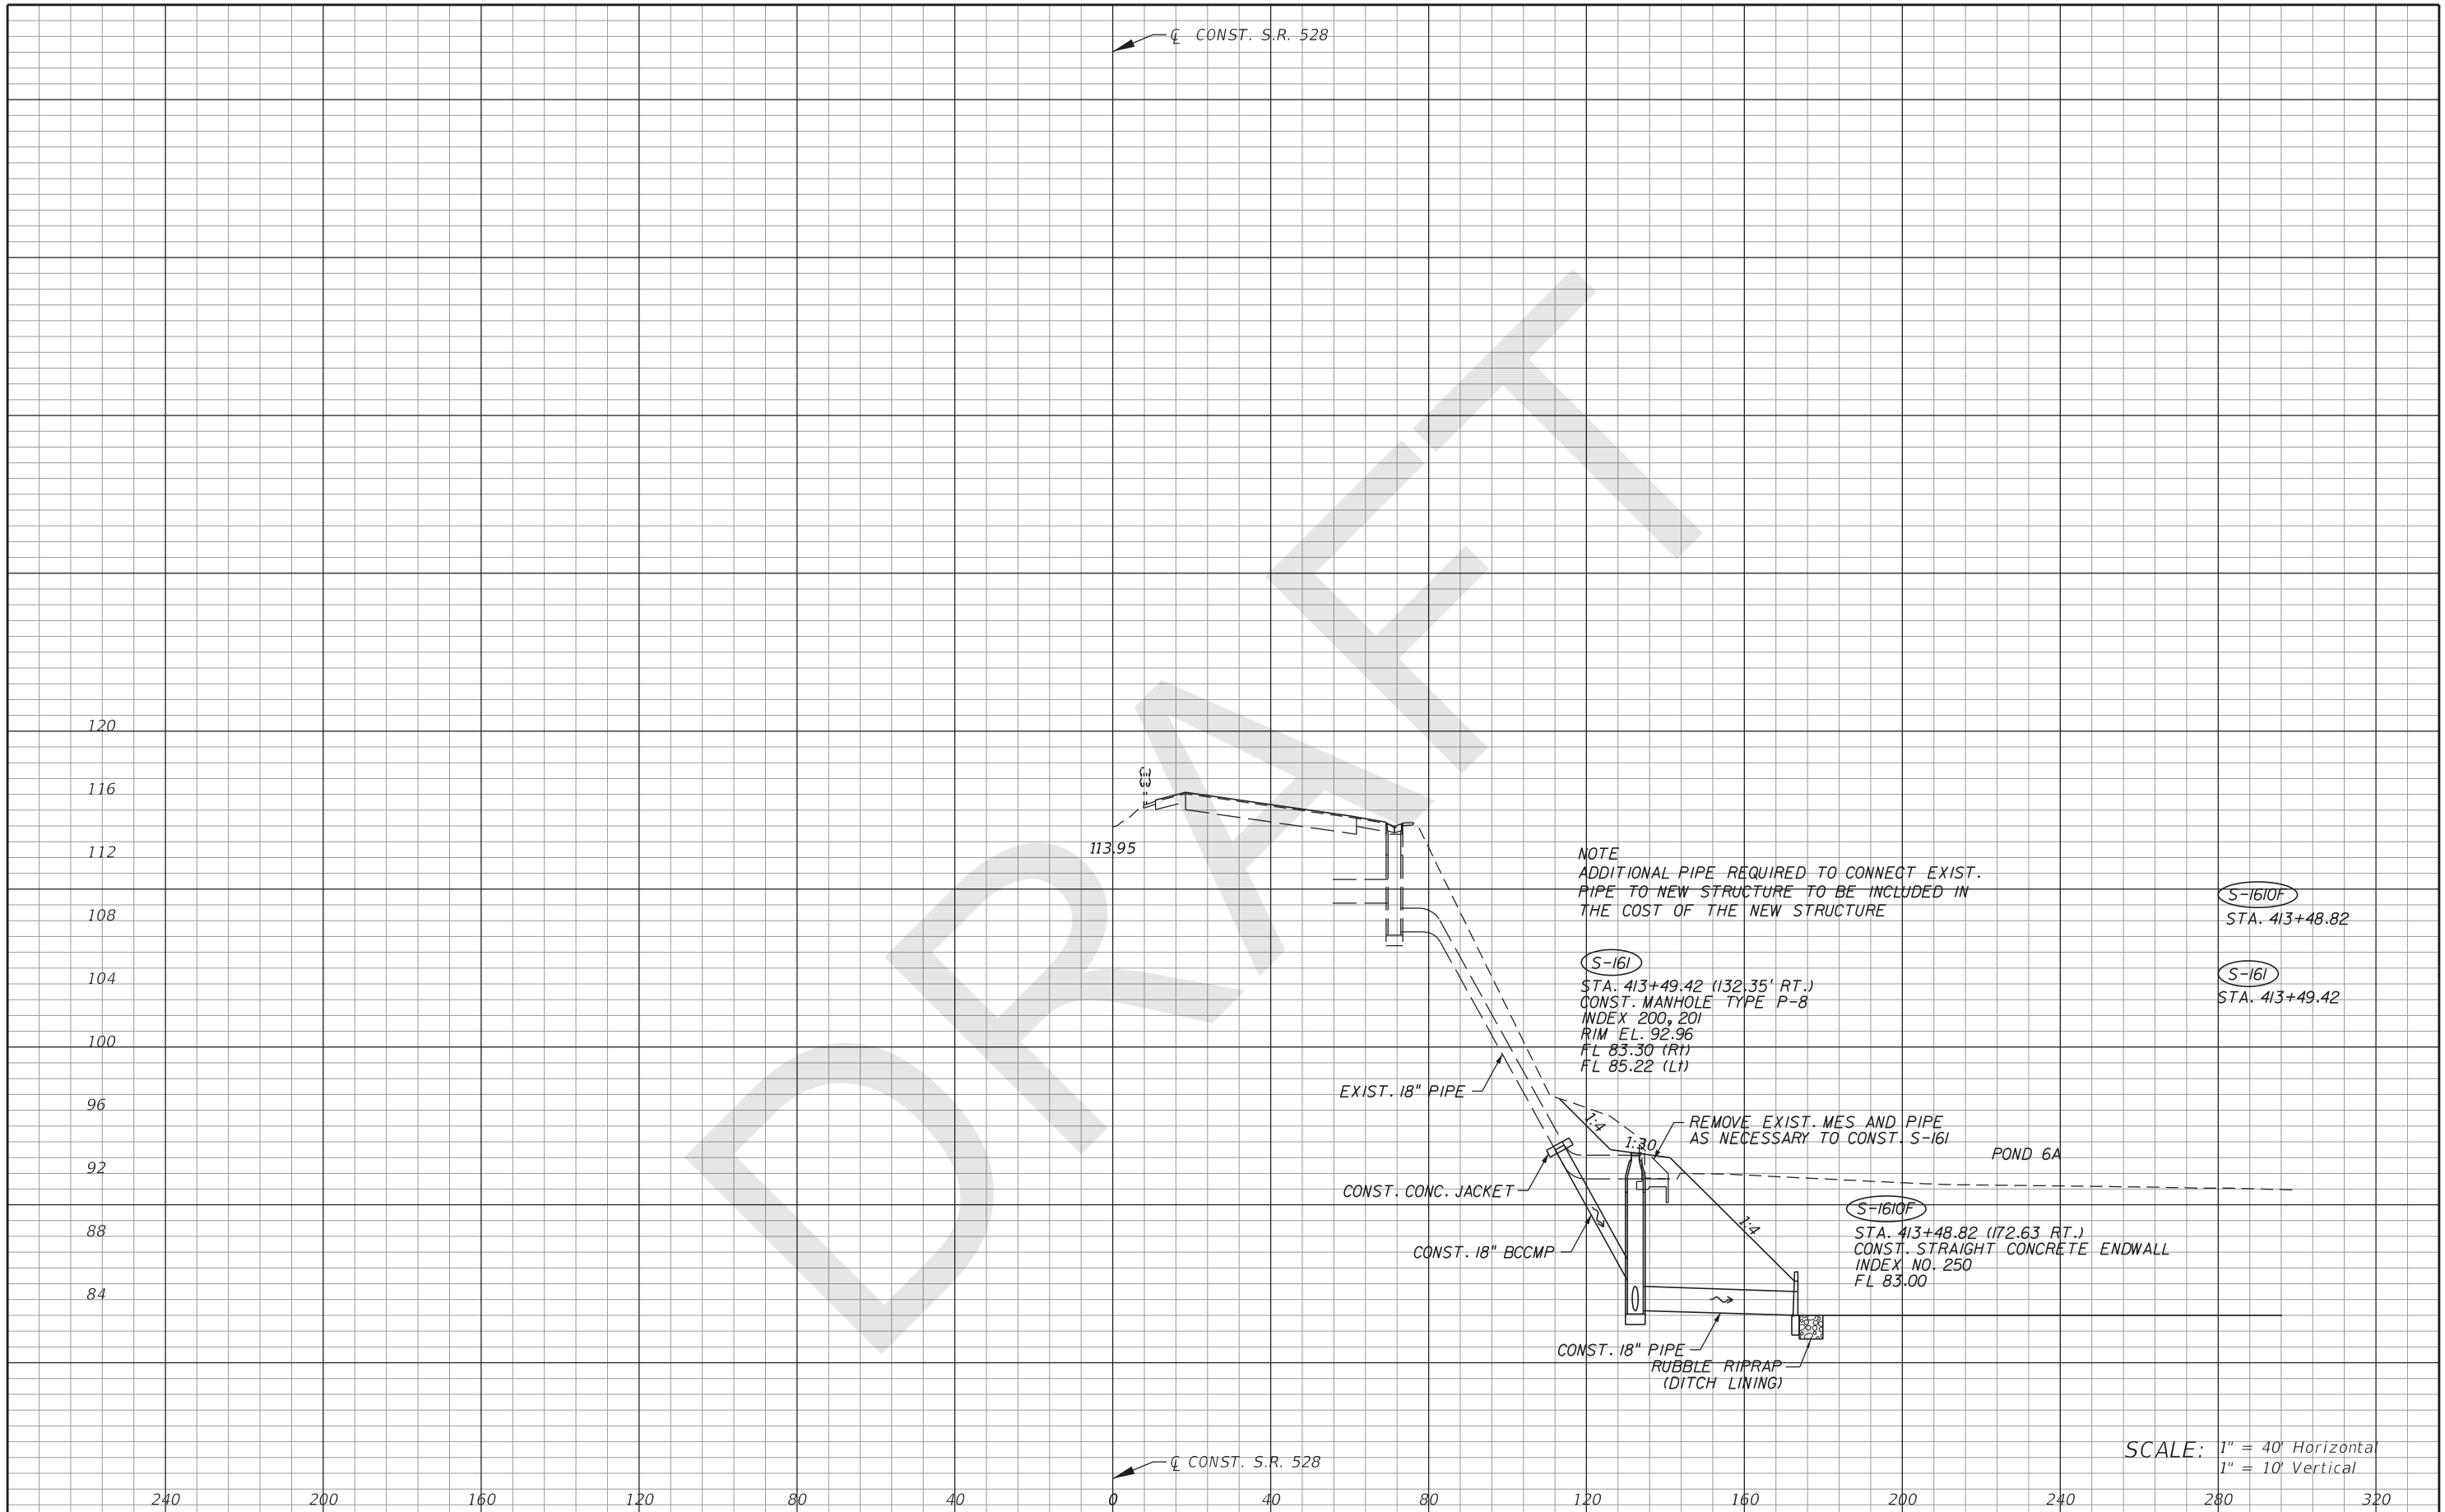 ℄ CONST. S.R. 528
DRAFT
120
116
113.95
112
NOTE
ADDITIONAL PIPE REQUIRED TO CONNECT EXIST.
PIPE TO NEW STRUCTURE TO BE INCLUDED IN
THE COST OF THE NEW STRUCTURE
S-161OF
STA. 413+48.82
108
S-161
STA. 413+49.42 (132.35' RT.)
CONST. MANHOLE TYPE P-8
INDEX 200, 201
RIM EL. 92.96
FL 83.30 (Rt)
FL 85.22 (Lt)
S-161
STA. 413+49.42
104
100
EXIST. 18" PIPE
96
1:4
1:30
REMOVE EXIST. MES AND PIPE
AS NECESSARY TO CONST. S-161
POND 6A
92
CONST. CONC. JACKET
1:4
S-161OF
STA. 413+48.82 (172.63 RT.)
CONST. STRAIGHT CONCRETE ENDWALL
INDEX NO. 250
FL 83.00
88
CONST. 18" BCCMP
84
CONST. 18" PIPE
RUBBLE RIPRAP
(DITCH LINING)
SCALE: 1" = 40' Horizontal
1" = 10' Vertical
℄ CONST. S.R. 528
240 200 160 120 80 40 0 40 80 120 160 200 240 280 320